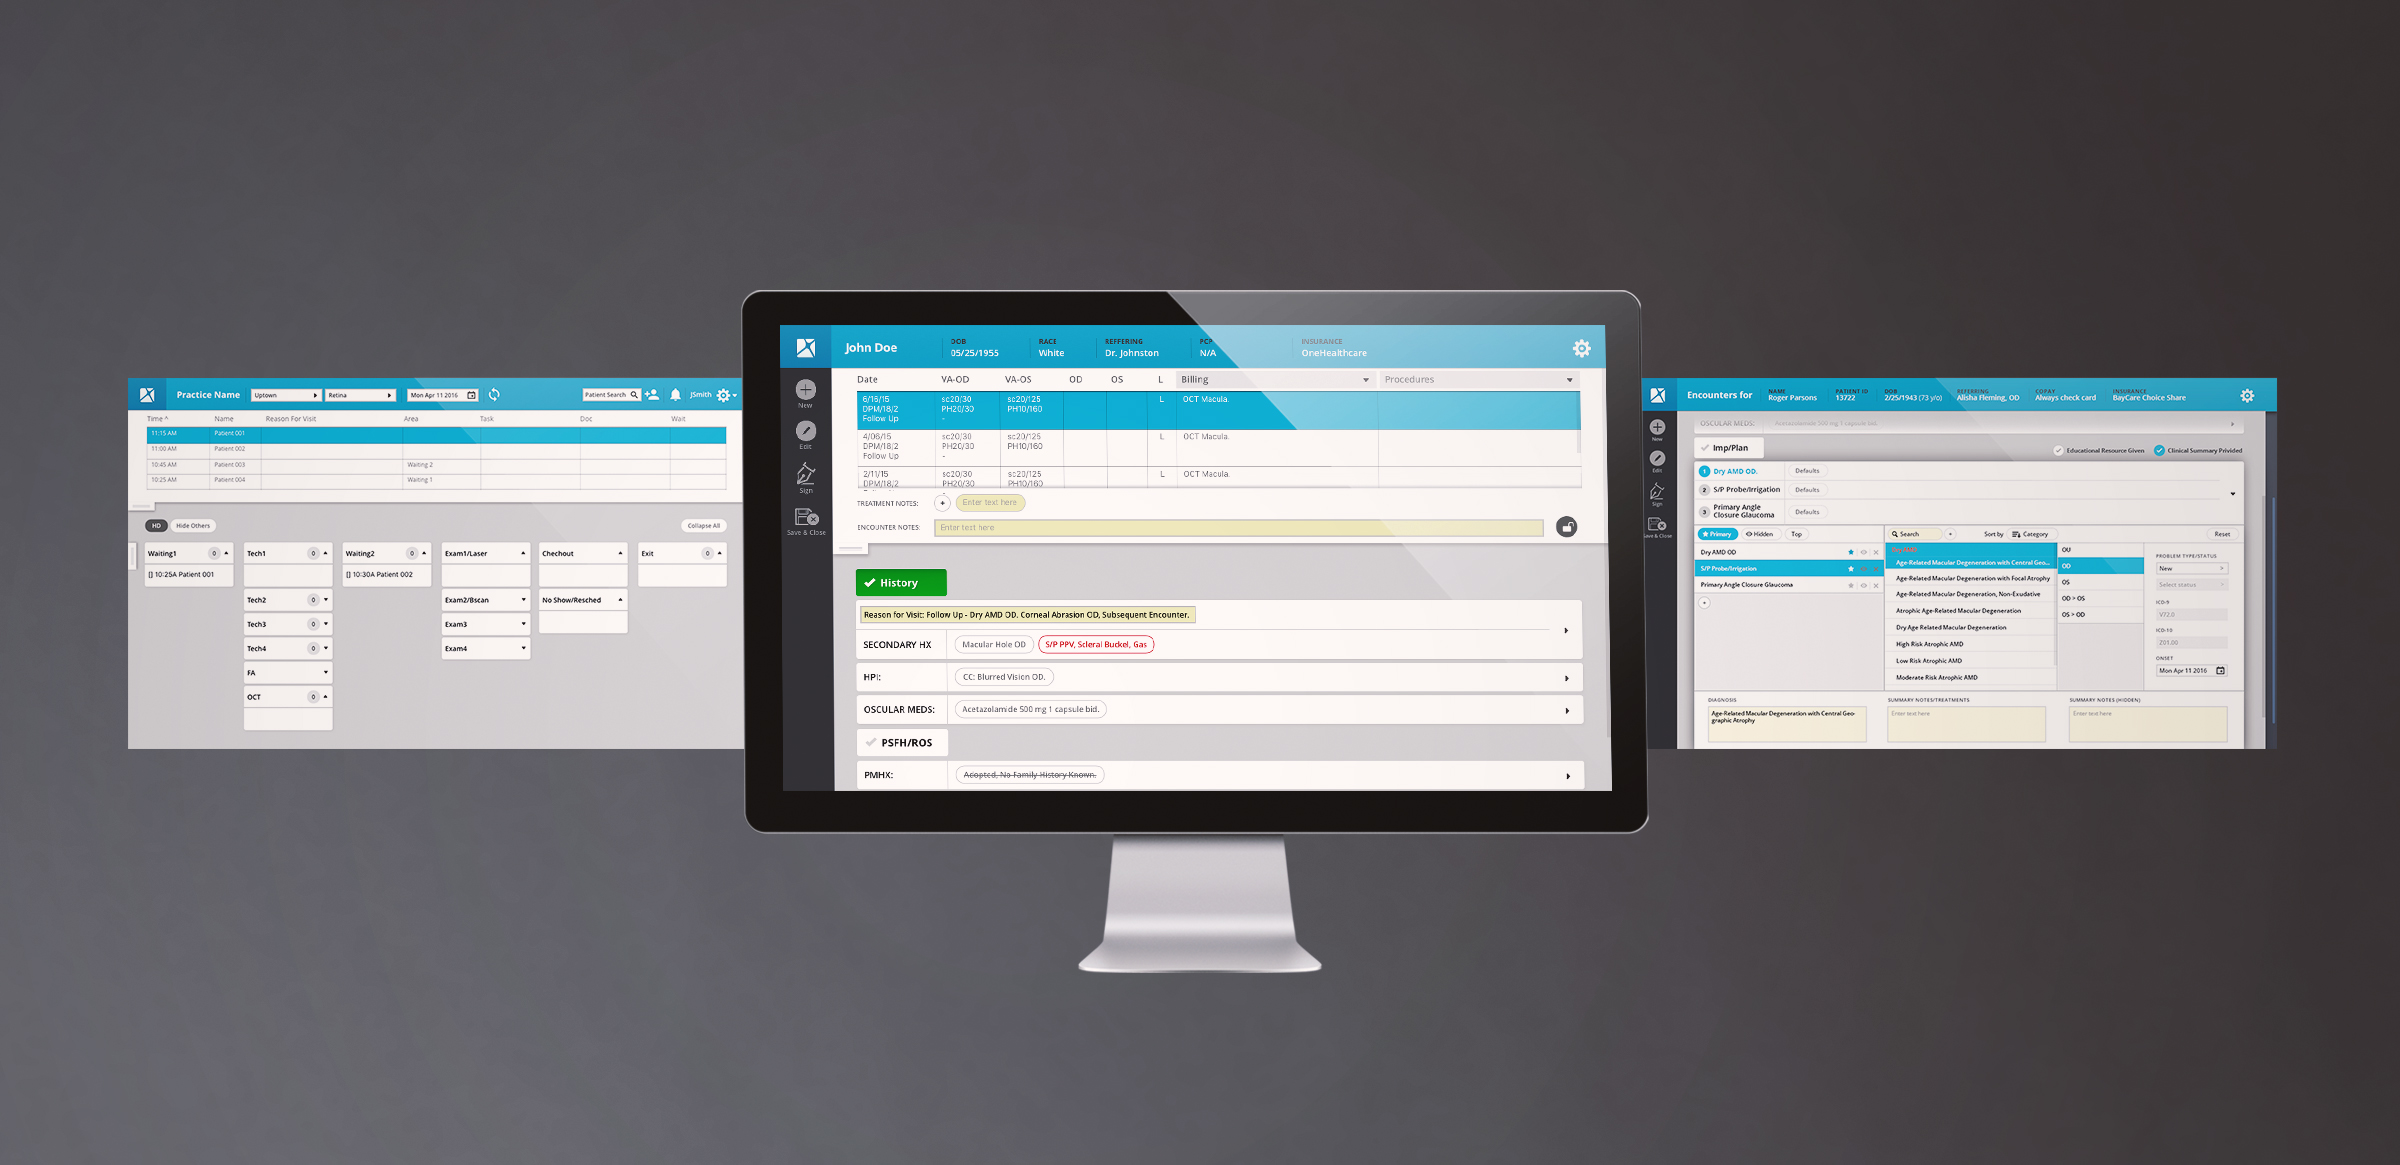 Practice Name Uptown Retina Mon Apr 11 2016 Patient Search JSmith
Time ^ Name Reason For Visit Area Task Doc Wait
11:15 AM Patient 001
11:00 AM Patient 002
10:45 AM Patient 003 Waiting 2
10:25 AM Patient 004 Waiting 1
HD Hide Others Collapse All
Waiting1 0 Tech1 0 Waiting2 0 Exam1/Laser Chechout Exit 0
[] 10:25A Patient 001 [] 10:30A Patient 002
Tech2 0 Exam2/Bscan No Show/Resched
Tech3 0 Exam3
Tech4 0 Exam4
FA
OCT 0
John Doe
DOB RACE REFFERING PCP INSURANCE
05/25/1955 White Dr. Johnston N/A OneHealthcare
New
Edit
Sign
Save & Close
Date VA-OD VA-OS OD OS L Billing Procedures
6/16/15 sc20/30 sc20/125 L OCT Macula.
DPM/18/2 PH20/30 PH10/160
Follow Up -
4/06/15 sc20/30 sc20/125 L OCT Macula.
DPM/18/2 PH20/30 PH10/160
Follow Up -
2/11/15 sc20/30 sc20/125 L OCT Macula.
DPM/18/2 PH20/30 PH10/160
TREATMENT NOTES: + Enter text here
ENCOUNTER NOTES: Enter text here
History
Reason for Visit: Follow Up - Dry AMD OD. Corneal Abrasion OD, Subsequent Encounter.
SECONDARY HX Macular Hole OD S/P PPV, Scleral Buckel, Gas
HPI: CC: Blurred Vision OD.
OSCULAR MEDS: Acetazolamide 500 mg 1 capsule bid.
PSFH/ROS
PMHX: Adopted, No Family History Known.
Encounters for
NAME PATIENT ID DOB REFERRING COPAY INSURANCE
Roger Parsons 13722 2/25/1943 (73 y/o) Alisha Fleming, OD Always check card BayCare Choice Share
New
Edit
Sign
Save & Close
OSCULAR MEDS: Acetazolamide 500 mg 1 capsule bid.
Imp/Plan Educational Resource Given Clinical Summary Privided
1 Dry AMD OD. Defaults
2 S/P Probe/Irrigation Defaults
3 Primary Angle Closure Glaucoma Defaults
Primary Hidden Top Search + Sort by Category Reset
Dry AMD OD
S/P Probe/Irrigation
Primary Angle Closure Glaucoma
Age-Related Macular Degeneration with Central Geo...
Age-Related Macular Degeneration with Focal Atrophy
Age-Related Macular Degeneration, Non-Exudative
Atrophic Age-Related Macular Degeneration
Dry Age Related Macular Degeneration
High Risk Atrophic AMD
Low Risk Atrophic AMD
Moderate Risk Atrophic AMD
OU
OD
OS
OD > OS
OS > OD
PROBLEM TYPE/STATUS
New
Select status
ICD-9
V72.0
ICD-10
Z01.00
ONSET
Mon Apr 11 2016
DIAGNOSIS SUMMARY NOTES/TREATMENTS SUMMARY NOTES (HIDDEN)
Age-Related Macular Degeneration with Central Geo-
graphic Atrophy
Enter text here Enter text here